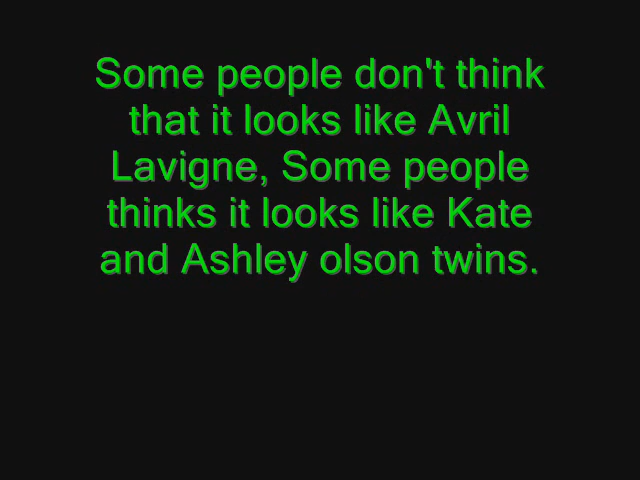 Some people don't think
that it looks like Avril
Lavigne, Some people
thinks it looks like Kate
and Ashley olson twins.